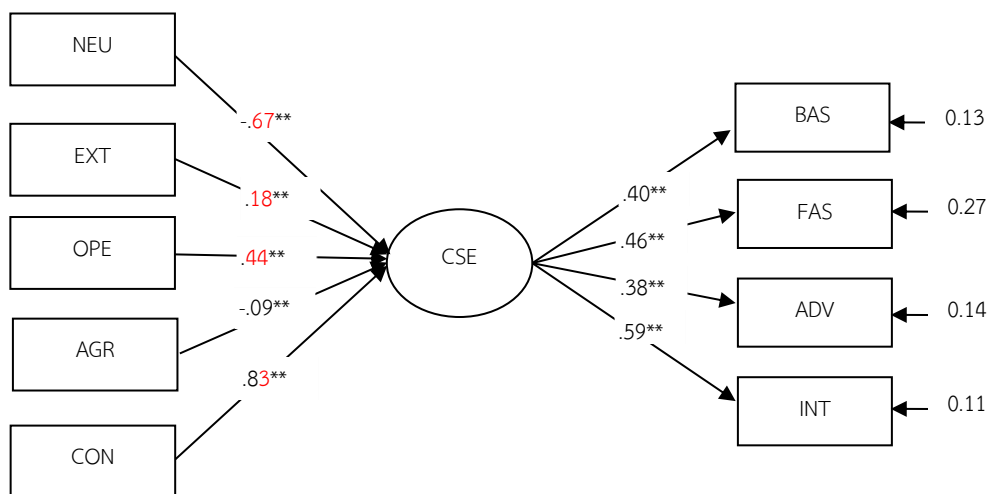 NEU
EXT
OPE
AGR
CON
-.67**
.18**
.44**
-.09**
.83**
CSE
.40**
.46**
.38**
.59**
BAS
0.13
FAS
0.27
ADV
0.14
INT
0.11